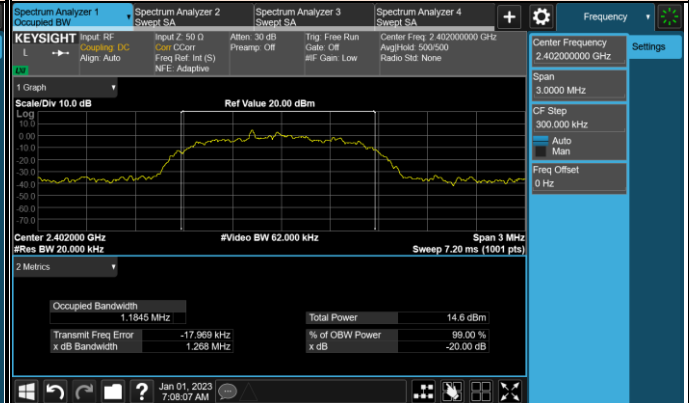 Spectrum Analyzer 1
Occupied BW
Spectrum Analyzer 2
Swept SA
Spectrum Analyzer 3
Swept SA
Spectrum Analyzer 4
Swept SA
+
Frequency
KEYSIGHT
L
LXI
Input: RF
Coupling: DC
Align: Auto
Input Z: 50 Ω
Corr CCorr
Freq Ref: Int (S)
NFE: Adaptive
Atten: 30 dB
Preamp: Off
Trig: Free Run
Gate: Off
#IF Gain: Low
Center Freq: 2.402000000 GHz
Avg|Hold: 500/500
Radio Std: None
Center Frequency
2.402000000 GHz
Settings
Span
3.0000 MHz
CF Step
300.000 kHz
Auto
Man
Freq Offset
0 Hz
1 Graph
Scale/Div 10.0 dB
Ref Value 20.00 dBm
Log
10.0
0.00
-10.0
-20.0
-30.0
-40.0
-50.0
-60.0
-70.0
Center 2.402000 GHz
#Video BW 62.000 kHz
Span 3 MHz
#Res BW 20.000 kHz
Sweep 7.20 ms (1001 pts)
2 Metrics
Occupied Bandwidth
1.1845 MHz
Total Power
14.6 dBm
Transmit Freq Error
-17.969 kHz
% of OBW Power
99.00 %
x dB Bandwidth
1.268 MHz
x dB
-20.00 dB
?
Jan 01, 2023
7:08:07 AM